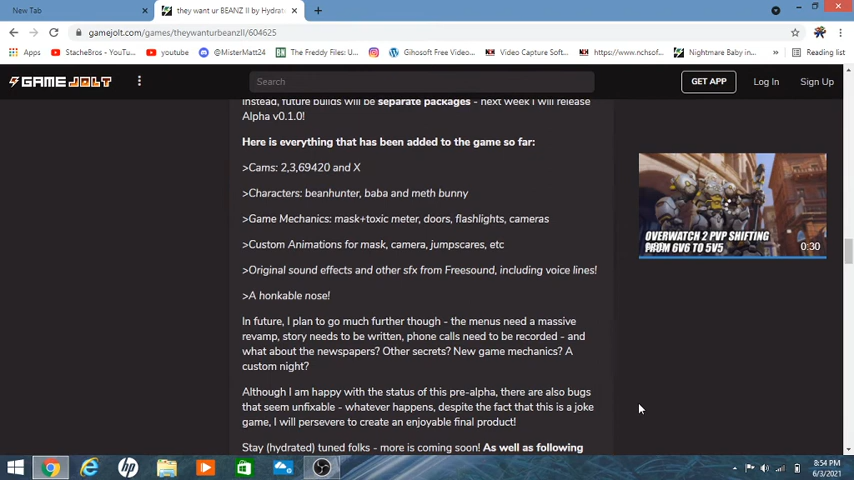 New Tab
they want ur BEANZ II by Hydrat
gamejolt.com/games/theywanturbeanzII/604625
Apps
StacheBros - YouTu...
youtube
@MisterMatt24
The Freddy Files: U...
Gihosoft Free Video...
Video Capture Soft...
https://www.nchsof...
Nightmare Baby in...
Reading list
GAME JOLT
Search
GET APP
Log In
Sign Up
Instead, future builds will be separate packages - next week I will release
Alpha v0.1.0!
Here is everything that has been added to the game so far:
>Cams: 2,3,69420 and X
>Characters: beanhunter, baba and meth bunny
>Game Mechanics: mask+toxic meter, doors, flashlights, cameras
>Custom Animations for mask, camera, jumpscares, etc
>Original sound effects and other sfx from Freesound, including voice lines!
>A honkable nose!
In future, I plan to go much further though - the menus need a massive
revamp, story needs to be written, phone calls need to be recorded - and
what about the newspapers? Other secrets? New game mechanics? A
custom night?
Although I am happy with the status of this pre-alpha, there are also bugs
that seem unfixable - whatever happens, despite the fact that this is a joke
game, I will persevere to create an enjoyable final product!
Stay (hydrated) tuned folks - more is coming soon! As well as following
OVERWATCH 2 PVP SHIFTING
FROM 6V6 TO 5V5
0:30
hp
8:54 PM
6/3/2021